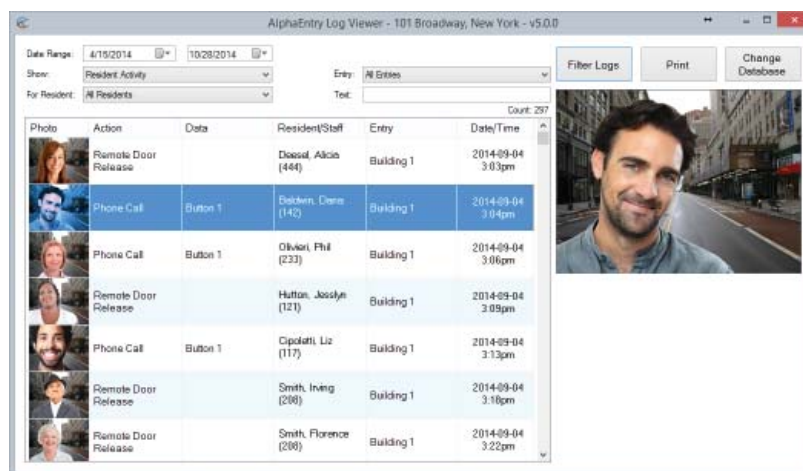 AlphaEntry Log Viewer - 101 Broadway, New York - v5.0.0
Date Range: 4/15/2014 10/28/2014
Show: Resident Activity Entry: All Entries
For Resident: All Residents Text:
Filter Logs Print Change Database
Count: 297
Photo Action Data Resident/Staff Entry Date/Time
Remote Door Release Deesel, Alicia (444) Building 1 2014-09-04 3:03pm
Phone Call Button 1 Baldwin, Denis (142) Building 1 2014-09-04 3:04pm
Phone Call Button 1 Olivieri, Phil (233) Building 1 2014-09-04 3:06pm
Remote Door Release Hutton, Jesslyn (121) Building 1 2014-09-04 3:09pm
Phone Call Button 1 Cipoletti, Liz (117) Building 1 2014-09-04 3:13pm
Remote Door Release Smith, Irving (208) Building 1 2014-09-04 3:18pm
Remote Door Release Smith, Florence (208) Building 1 2014-09-04 3:22pm